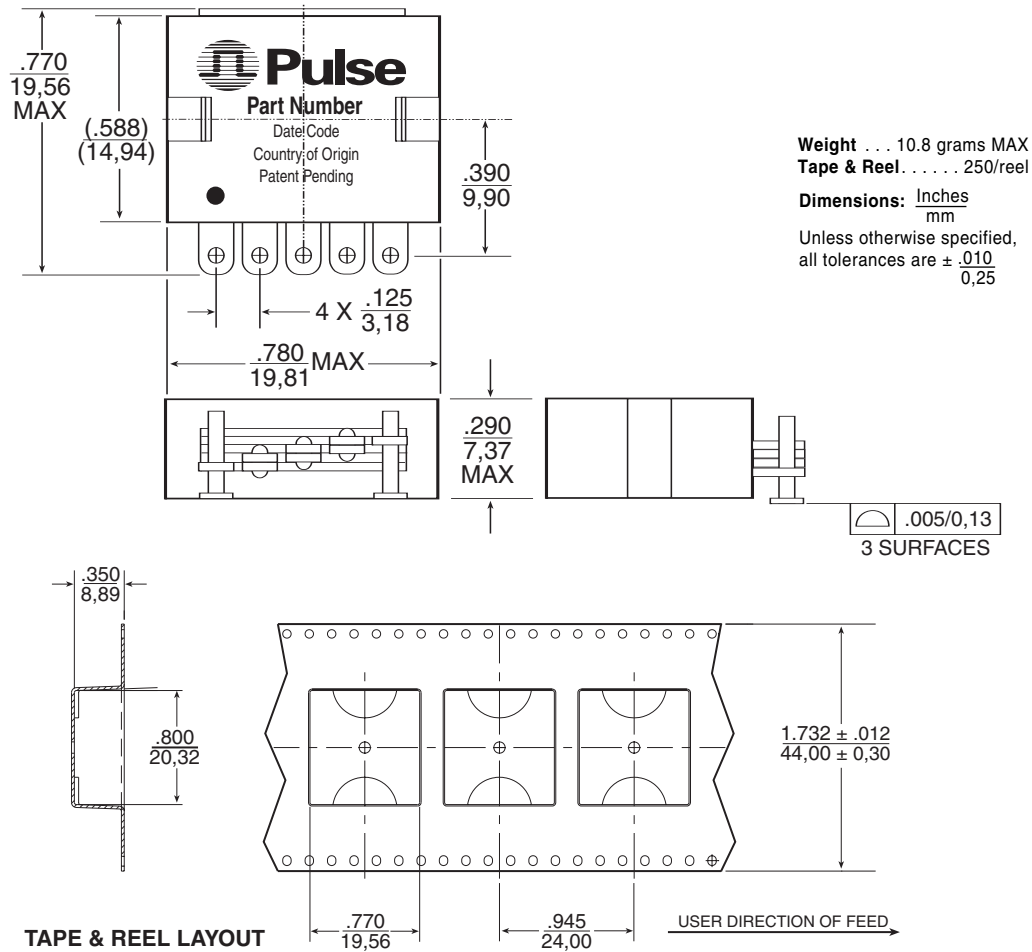 .770
19,56
MAX
(.588)
(14,94)
Pulse
Part Number
Date Code
Country of Origin
Patent Pending
.390
9,90
4 X .125
3,18
.780 MAX
19,81
Weight . . . 10.8 grams MAX
Tape & Reel . . . . . . 250/reel
Dimensions: Inches
mm
Unless otherwise specified,
all tolerances are ± .010
0,25
.290
7,37
MAX
.005/0,13
3 SURFACES
.350
8,89
.800
20,32
1.732 ± .012
44,00 ± 0,30
.770
19,56
.945
24,00
USER DIRECTION OF FEED
TAPE & REEL LAYOUT